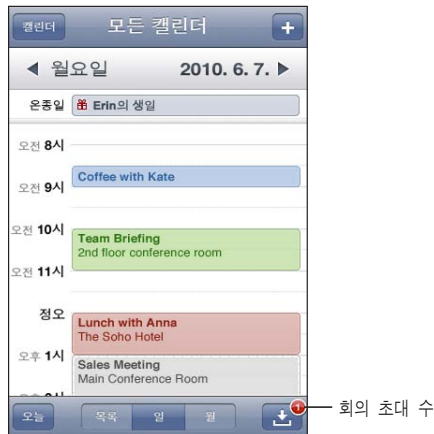 캘린더 모든 캘린더 +
월요일 2010. 6. 7.
온종일 Erin의 생일
오전 8시
Coffee with Kate
오전 9시
오전 10시
Team Briefing
2nd floor conference room
오전 11시
정오
Lunch with Anna
The Soho Hotel
오후 1시
Sales Meeting
Main Conference Room
오늘 목록 일 월 1 회의 초대 수